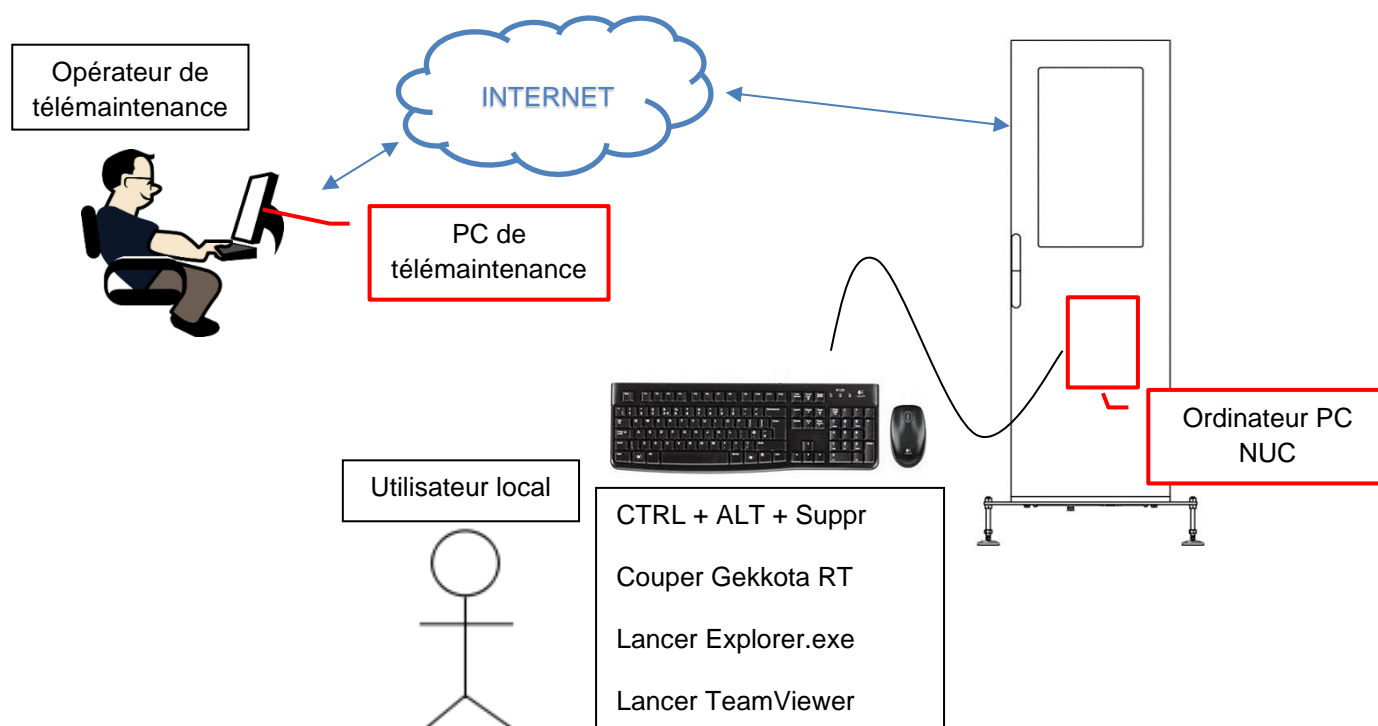 Opérateur de
télémaintenance
INTERNET
PC de
télémaintenance
Ordinateur PC
NUC
Utilisateur local
CTRL + ALT + Suppr
Couper Gekkota RT
Lancer Explorer.exe
Lancer TeamViewer